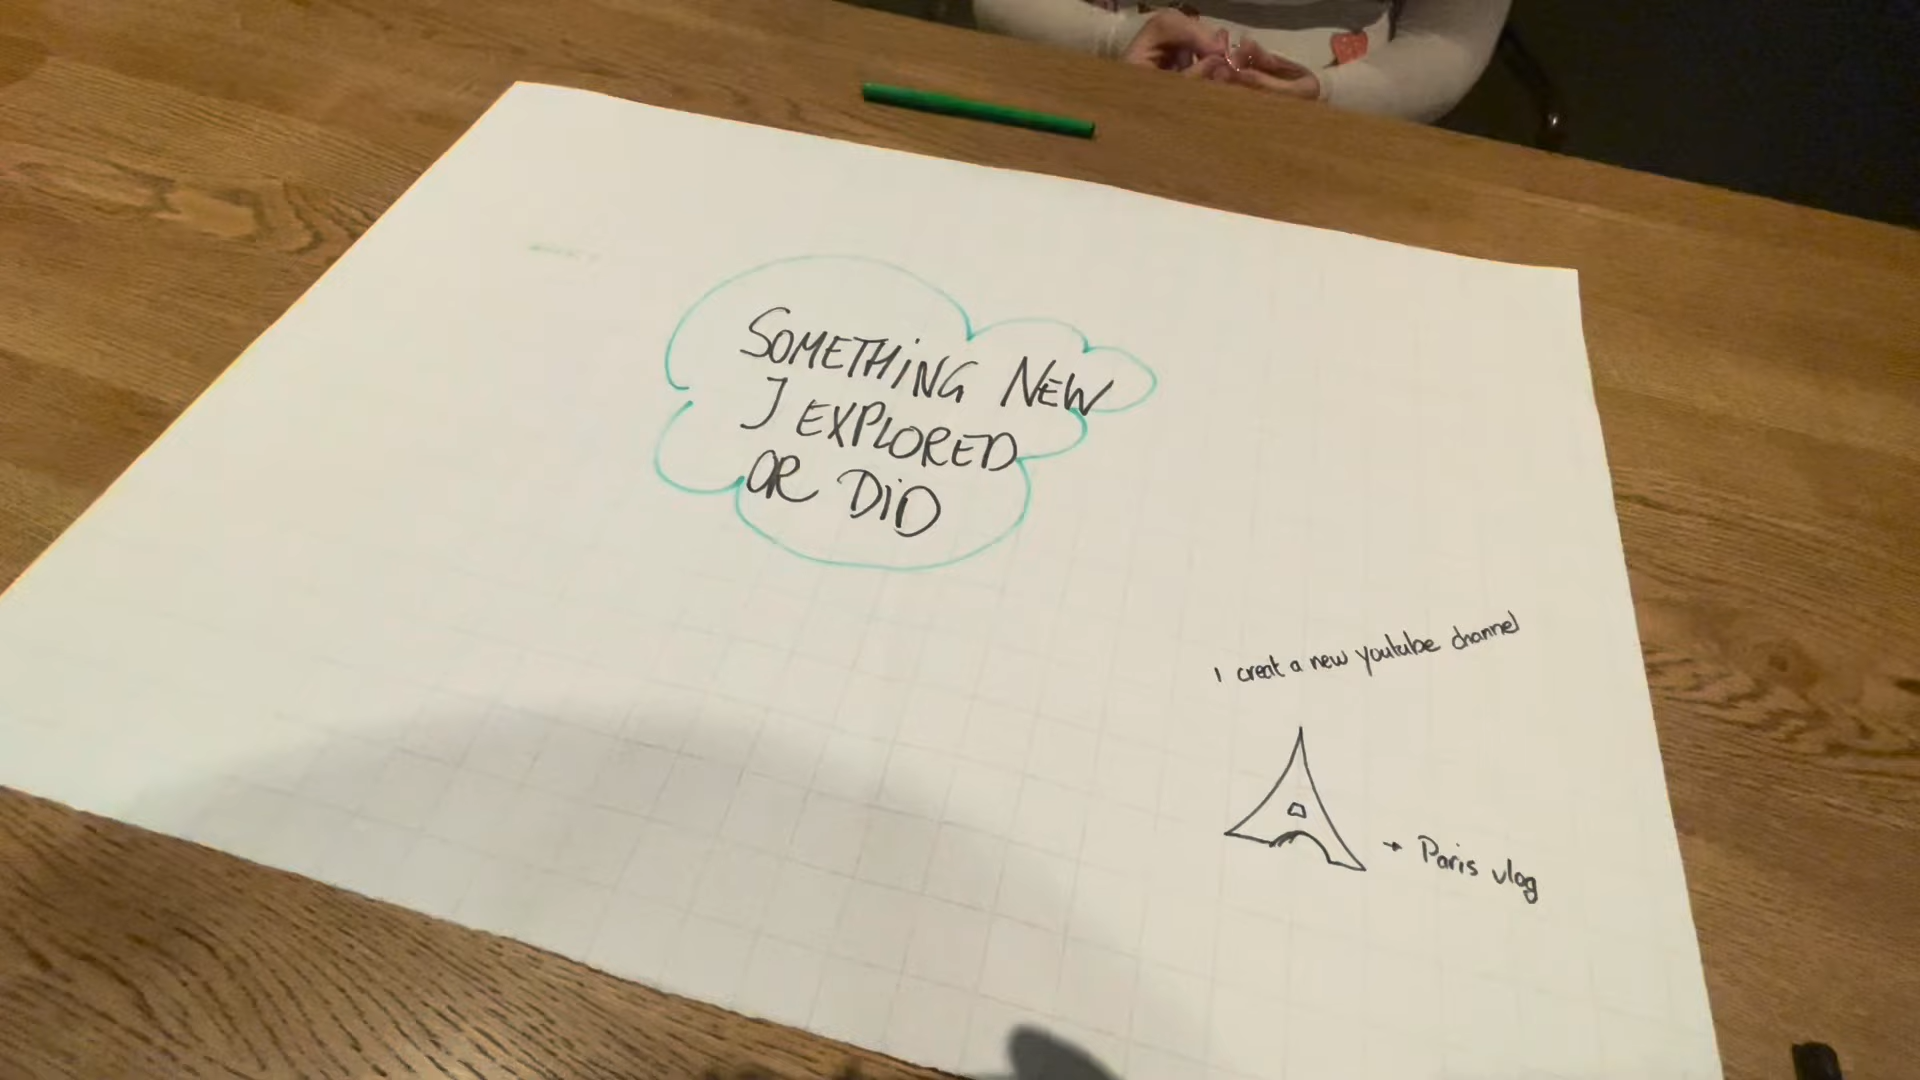 SOMETHING NEW
I EXPLORED
OR DID
I creat a new youtube channel
→ Paris vlog